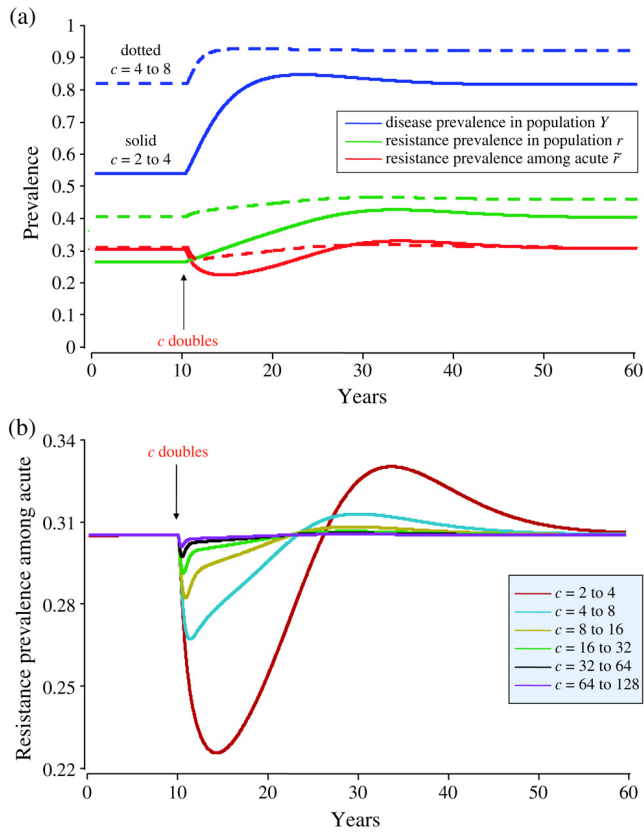 (a)
1
0.9
0.8
0.7
0.6
0.5
0.4
0.3
0.2
0.1
0
Prevalence
dotted
c = 4 to 8
solid
c = 2 to 4
disease prevalence in population Y
resistance prevalence in population r
resistance prevalence among acute r̃
c doubles
0 10 20 30 40 50 60
Years
(b)
0.34
0.31
0.28
0.25
0.22
Resistance prevalence among acute
c doubles
c = 2 to 4
c = 4 to 8
c = 8 to 16
c = 16 to 32
c = 32 to 64
c = 64 to 128
0 10 20 30 40 50 60
Years